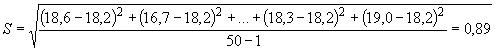 S = √(((18,6 – 18,2)² + (16,7 – 18,2)² + ... + (18,3 – 18,2)² + (19,0 – 18,2)²) / (50 – 1)) = 0,89